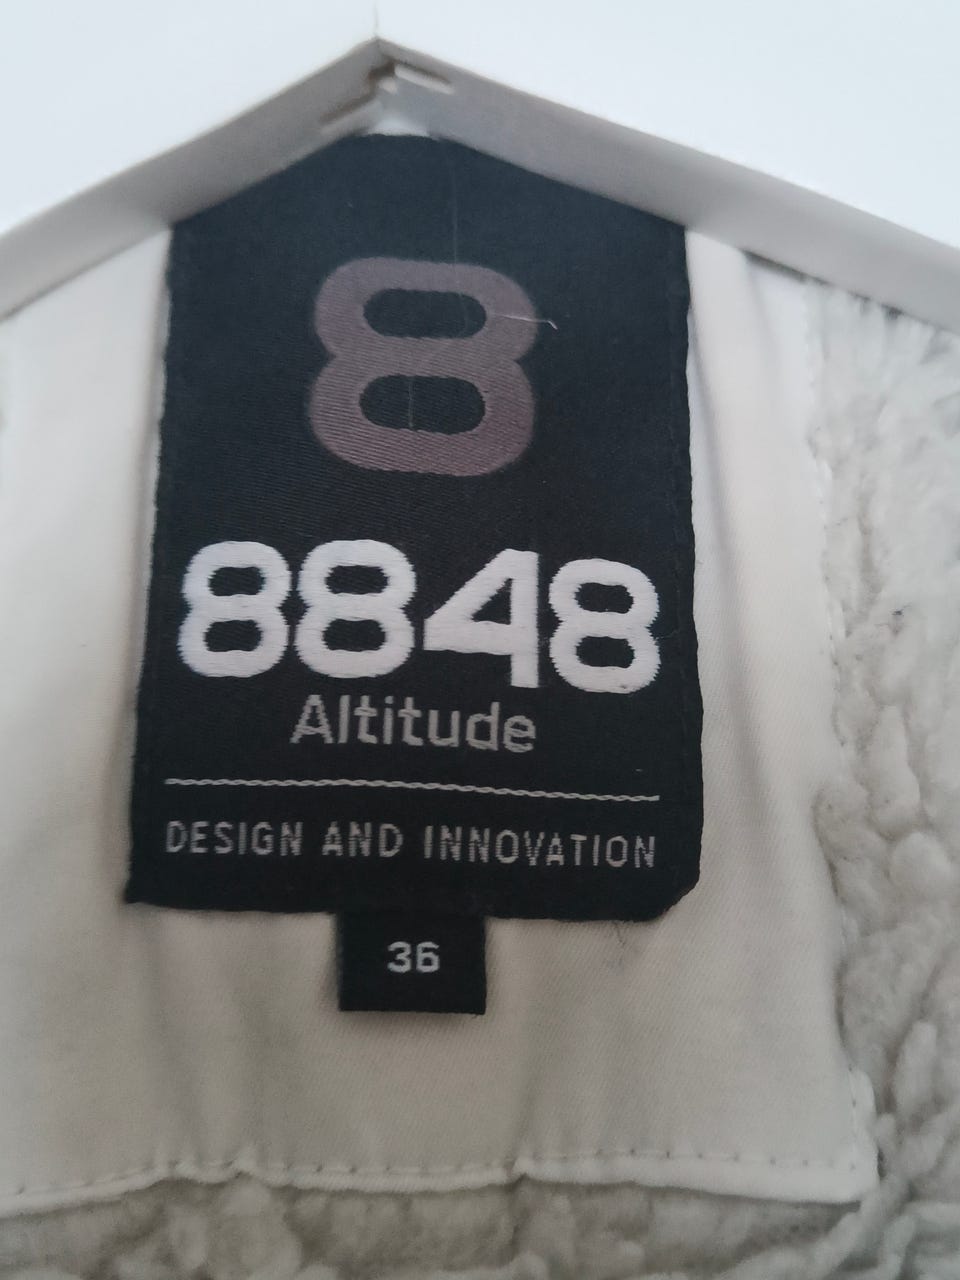 8
8848
Altitude
DESIGN AND INNOVATION
36